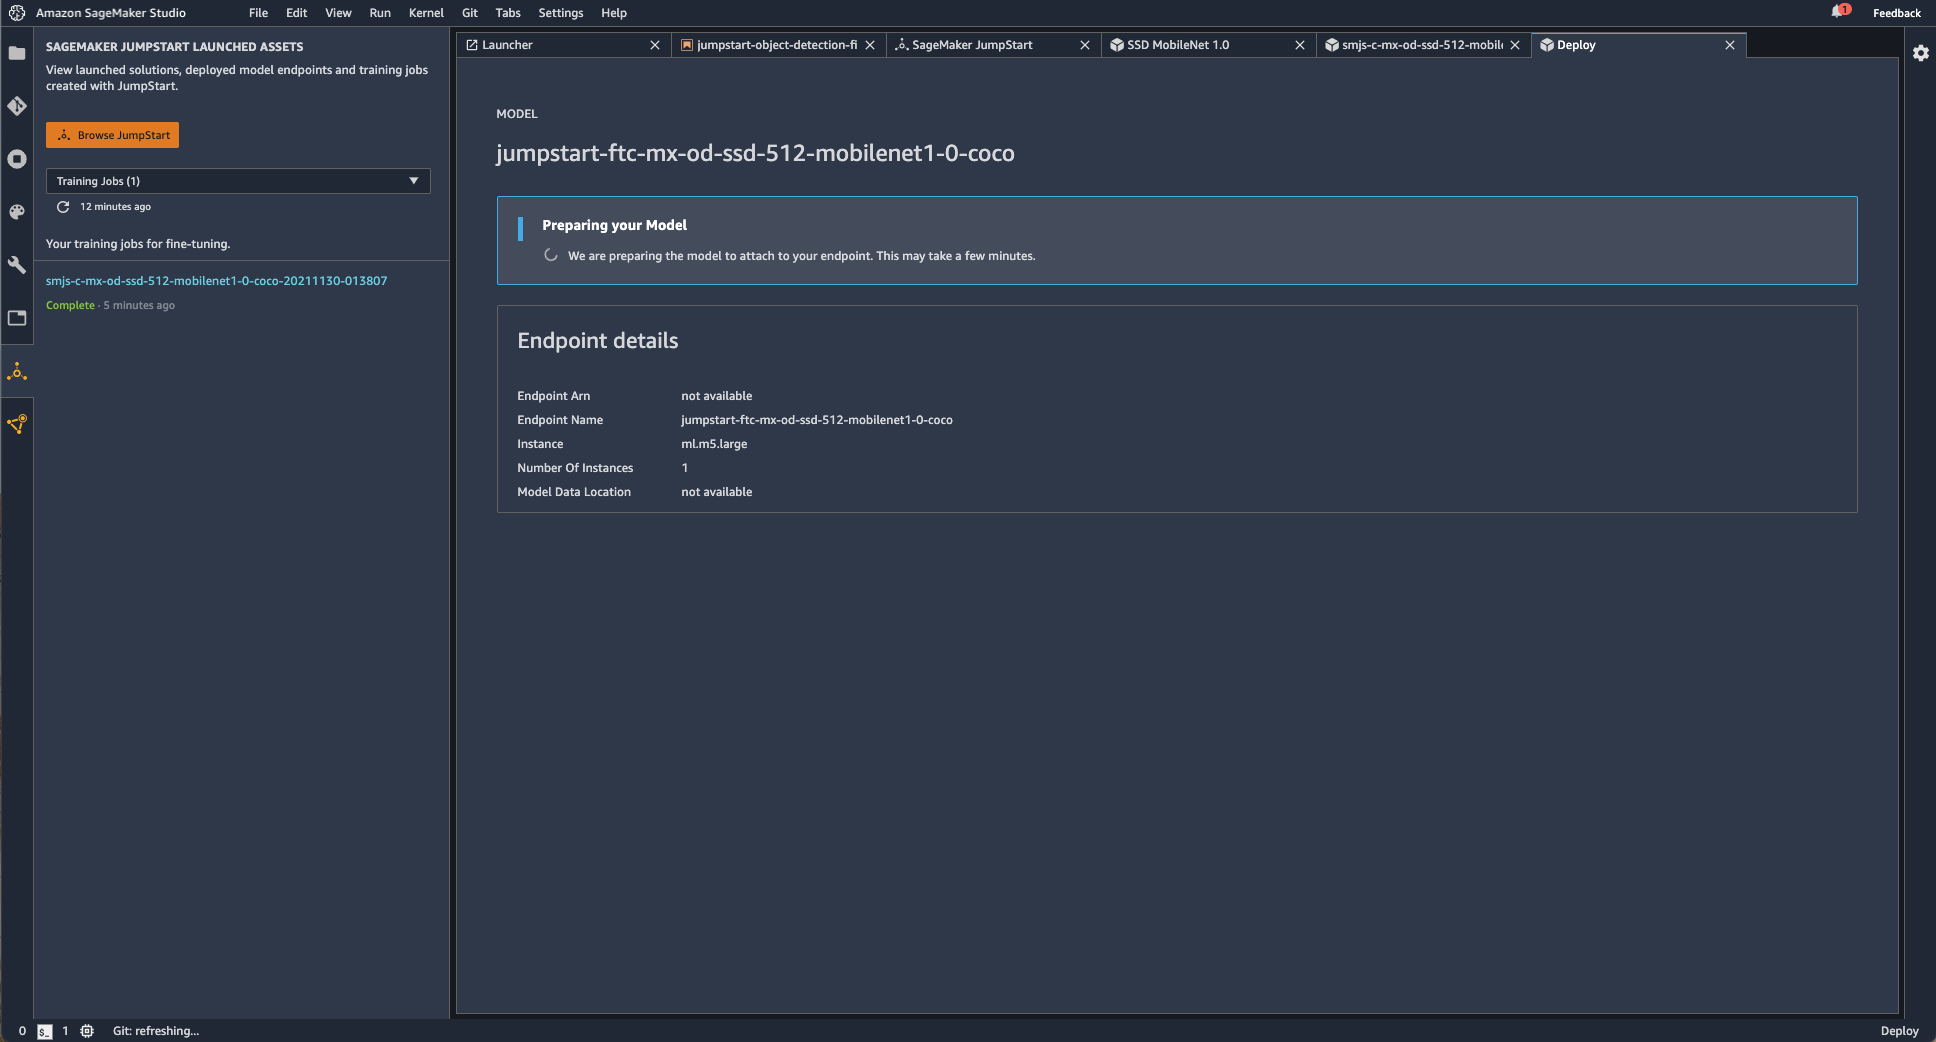 Amazon SageMaker Studio File Edit View Run Kernel Git Tabs Settings Help 1 Feedback
SAGEMAKER JUMPSTART LAUNCHED ASSETS
View launched solutions, deployed model endpoints and training jobs
created with JumpStart.
Browse JumpStart
Training Jobs (1)
12 minutes ago
Your training jobs for fine-tuning.
smjs-c-mx-od-ssd-512-mobilenet1-0-coco-20211130-013807
Complete · 5 minutes ago
Launcher jumpstart-object-detection-fi SageMaker JumpStart SSD MobileNet 1.0 smjs-c-mx-od-ssd-512-mobil Deploy
MODEL
jumpstart-ftc-mx-od-ssd-512-mobilenet1-0-coco
Preparing your Model
We are preparing the model to attach to your endpoint. This may take a few minutes.
Endpoint details
Endpoint Arn not available
Endpoint Name jumpstart-ftc-mx-od-ssd-512-mobilenet1-0-coco
Instance ml.m5.large
Number Of Instances 1
Model Data Location not available
0 $_ 1 Git: refreshing... Deploy